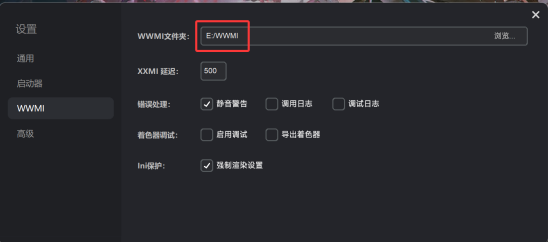 设置
通用
启动器
WWMI
高级
WWMI文件夹: E:/WWMI 浏览...
XXMI 延迟: 500
错误处理: 静音警告 调用日志 调试日志
着色器调试: 启用调试 导出着色器
Ini保护: 强制渲染设置